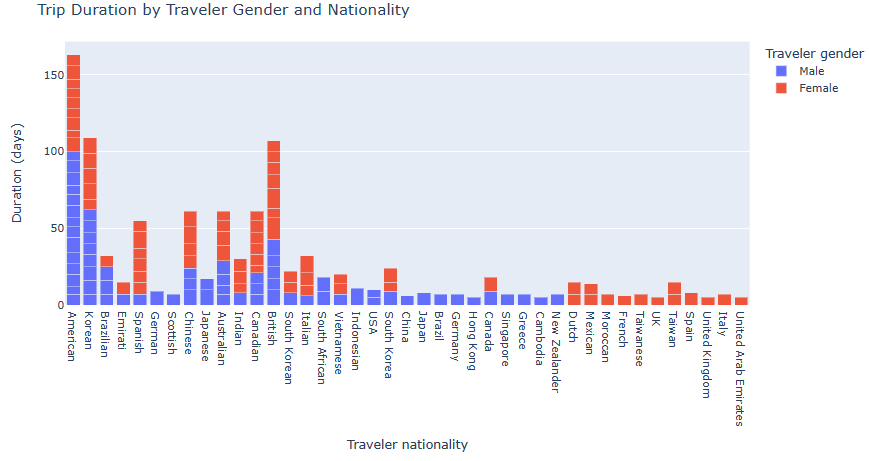 Trip Duration by Traveler Gender and Nationality
Traveler gender
Male
Female
150
100
50
0
Duration (days)
American
Korean
Brazilian
Emirati
Spanish
German
Scottish
Chinese
Japanese
Australian
Indian
Canadian
British
South Korean
Italian
South African
Vietnamese
Indonesian
USA
South Korea
China
Japan
Brazil
Germany
Hong Kong
Canada
Singapore
Greece
Cambodia
New Zealander
Dutch
Mexican
Moroccan
French
Taiwanese
UK
Taiwan
Spain
United Kingdom
Italy
United Arab Emirates
Traveler nationality